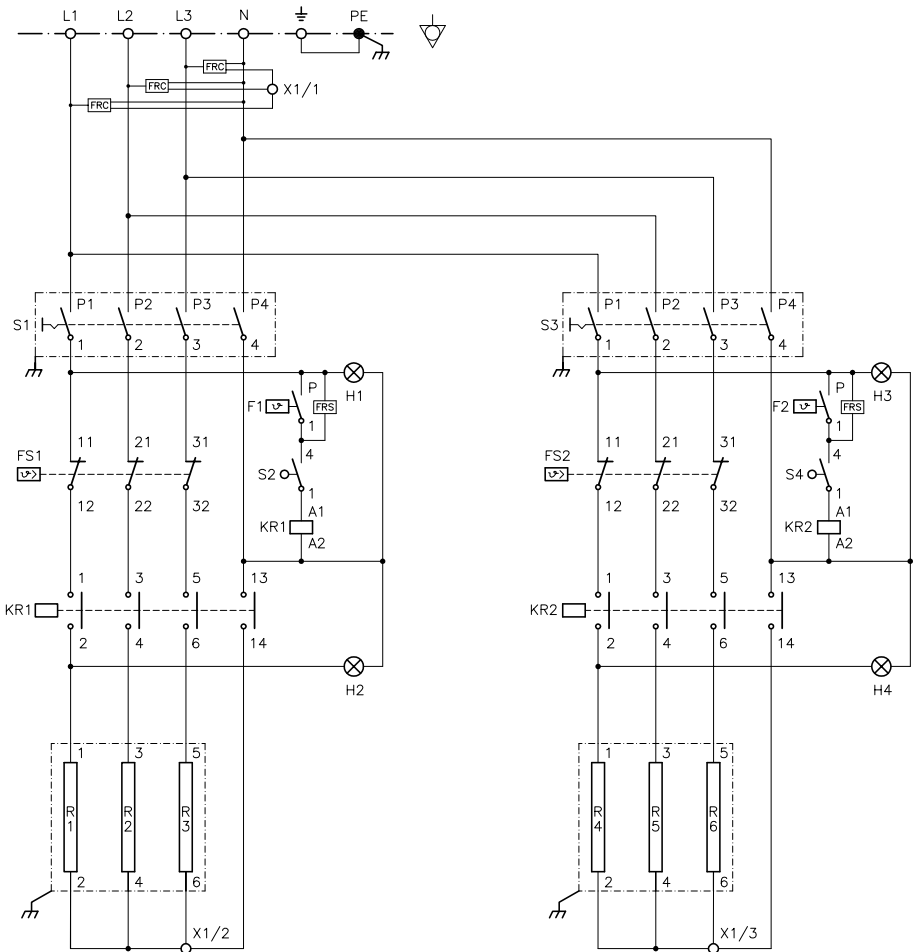 L1 L2 L3 N PE
FRC
FRC X1/1
FRC
P1 P2 P3 P4 P1 P2 P3 P4
S1 S3
1 2 3 4 1 2 3 4
P P
H1 H3
F1 FRS F2 FRS
1 1
11 21 31 4 11 21 31 4
FS1 FS2
S2 S4
12 22 32 1 12 22 32 1
A1 A1
KR1 KR2
A2 A2
1 3 5 13 1 3 5 13
KR1 KR2
2 4 6 14 2 4 6 14
H2 H4
1 3 5 1 3 5
R1 R2 R3 R4 R5 R6
2 4 6 2 4 6
X1/2 X1/3